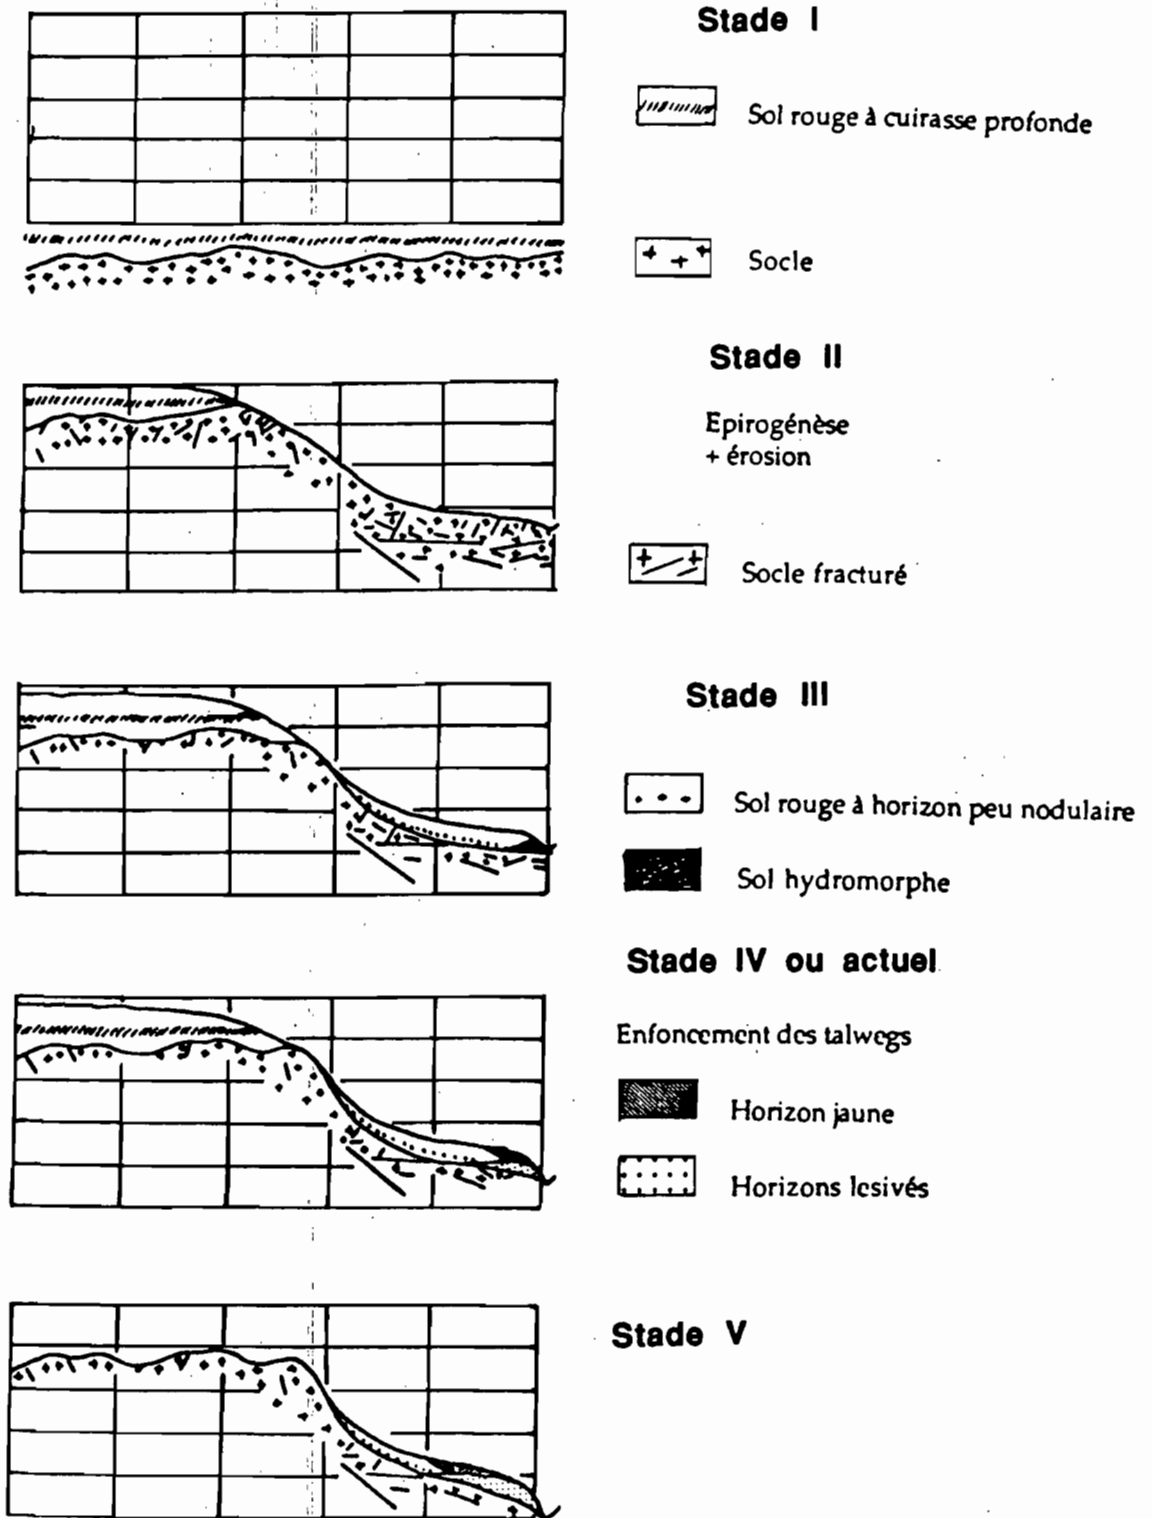 Stade I
Sol rouge à cuirasse profonde
Socle
Stade II
Epirogénèse
+ érosion
Socle fracturé
Stade III
Sol rouge à horizon peu nodulaire
Sol hydromorphe
Stade IV ou actuel
Enfoncement des talwegs
Horizon jaune
Horizons lesivés
Stade V